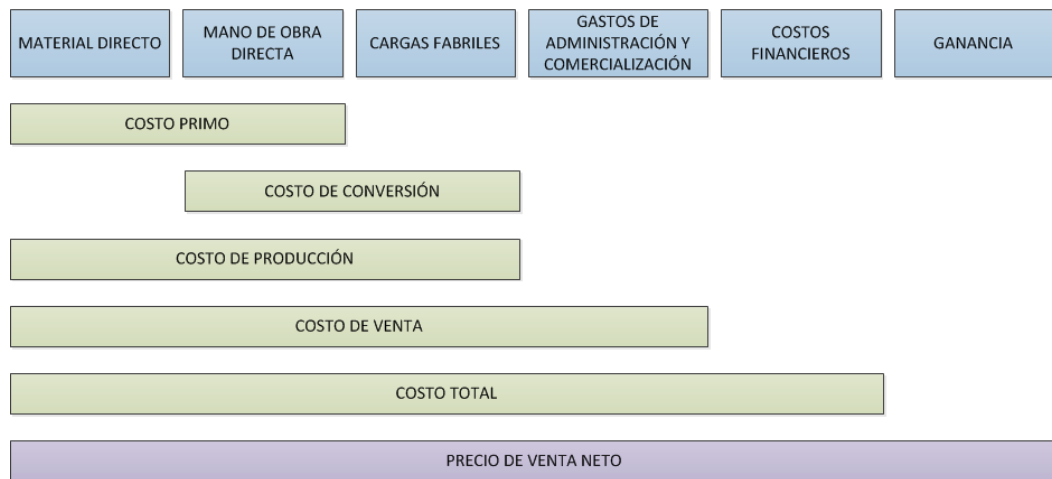 MATERIAL DIRECTO
MANO DE OBRA
DIRECTA
CARGAS FABRILES
GASTOS DE
ADMINISTRACIÓN Y
COMERCIALIZACIÓN
COSTOS
FINANCIEROS
GANANCIA
COSTO PRIMO
COSTO DE CONVERSIÓN
COSTO DE PRODUCCIÓN
COSTO DE VENTA
COSTO TOTAL
PRECIO DE VENTA NETO